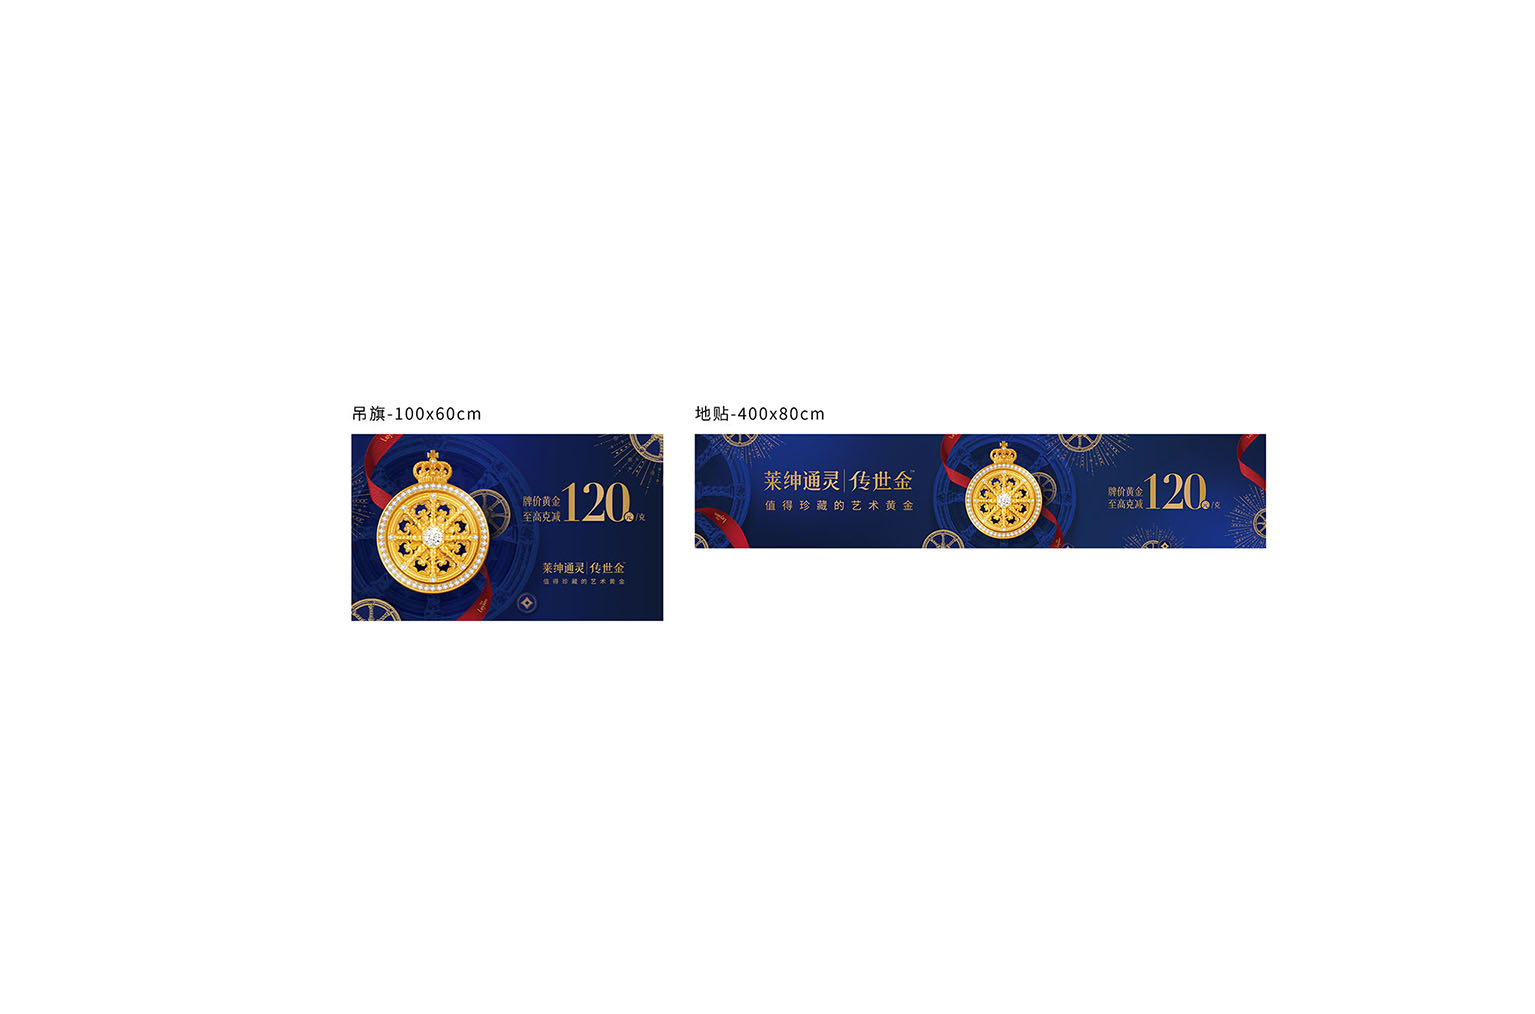 吊旗-100x60cm
牌价黄金
至高克减
120元/克
莱绅通灵|传世金
值得珍藏的艺术黄金
地贴-400x80cm
莱绅通灵|传世金™
值得珍藏的艺术黄金
牌价黄金
至高克减
120元/克